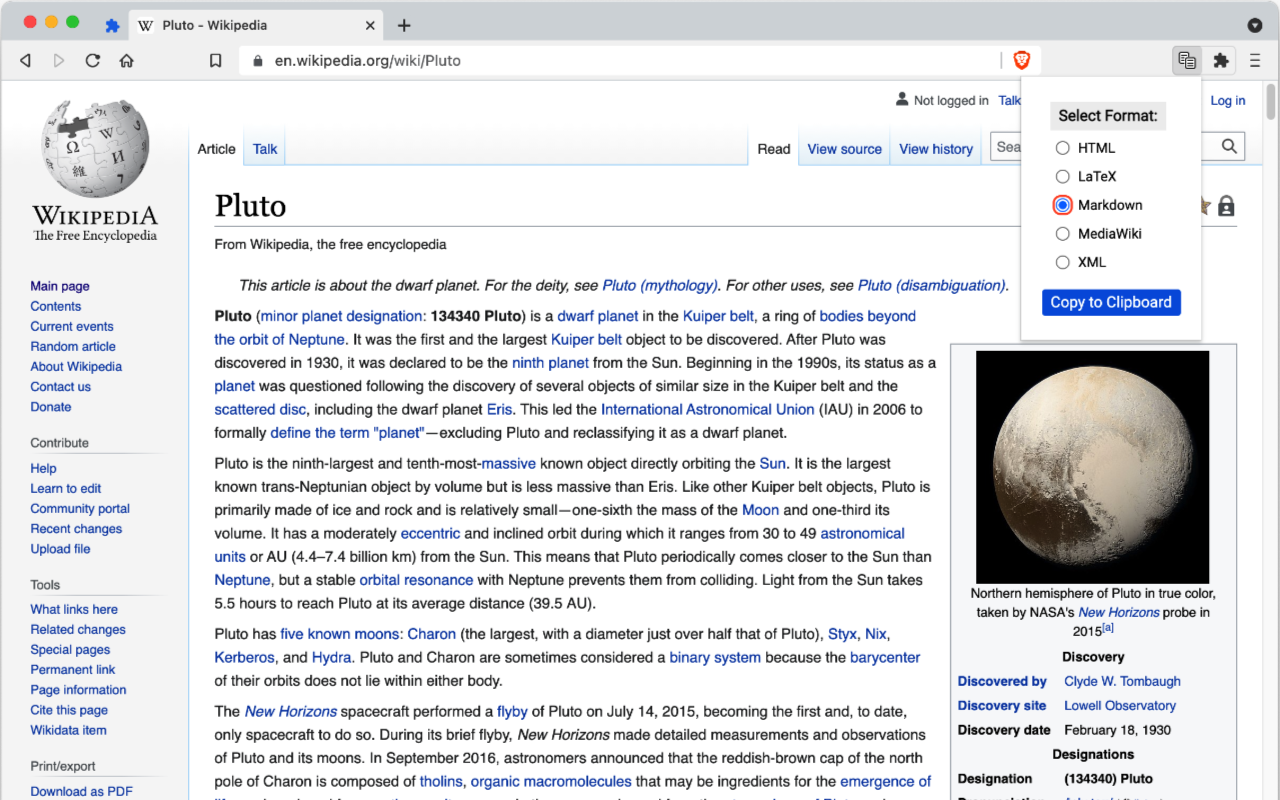 Pluto - Wikipedia
en.wikipedia.org/wiki/Pluto
Not logged in Talk
Log in
Select Format:
HTML
LaTeX
Markdown
MediaWiki
XML
Copy to Clipboard
WIKIPEDIA
The Free Encyclopedia
Article Talk
Read View source View history Sea
Main page
Contents
Current events
Random article
About Wikipedia
Contact us
Donate
Contribute
Help
Learn to edit
Community portal
Recent changes
Upload file
Tools
What links here
Related changes
Special pages
Permanent link
Page information
Cite this page
Wikidata item
Print/export
Download as PDF
Pluto
From Wikipedia, the free encyclopedia
This article is about the dwarf planet. For the deity, see Pluto (mythology). For other uses, see Pluto (disambiguation).
Pluto (minor planet designation: 134340 Pluto) is a dwarf planet in the Kuiper belt, a ring of bodies beyond
the orbit of Neptune. It was the first and the largest Kuiper belt object to be discovered. After Pluto was
discovered in 1930, it was declared to be the ninth planet from the Sun. Beginning in the 1990s, its status as a
planet was questioned following the discovery of several objects of similar size in the Kuiper belt and the
scattered disc, including the dwarf planet Eris. This led the International Astronomical Union (IAU) in 2006 to
formally define the term "planet"—excluding Pluto and reclassifying it as a dwarf planet.
Pluto is the ninth-largest and tenth-most-massive known object directly orbiting the Sun. It is the largest
known trans-Neptunian object by volume but is less massive than Eris. Like other Kuiper belt objects, Pluto is
primarily made of ice and rock and is relatively small—one-sixth the mass of the Moon and one-third its
volume. It has a moderately eccentric and inclined orbit during which it ranges from 30 to 49 astronomical
units or AU (4.4–7.4 billion km) from the Sun. This means that Pluto periodically comes closer to the Sun than
Neptune, but a stable orbital resonance with Neptune prevents them from colliding. Light from the Sun takes
5.5 hours to reach Pluto at its average distance (39.5 AU).
Pluto has five known moons: Charon (the largest, with a diameter just over half that of Pluto), Styx, Nix,
Kerberos, and Hydra. Pluto and Charon are sometimes considered a binary system because the barycenter
of their orbits does not lie within either body.
The New Horizons spacecraft performed a flyby of Pluto on July 14, 2015, becoming the first and, to date,
only spacecraft to do so. During its brief flyby, New Horizons made detailed measurements and observations
of Pluto and its moons. In September 2016, astronomers announced that the reddish-brown cap of the north
pole of Charon is composed of tholins, organic macromolecules that may be ingredients for the emergence of
Northern hemisphere of Pluto in true color,
taken by NASA's New Horizons probe in
2015[a]
Discovery
Discovered by Clyde W. Tombaugh
Discovery site Lowell Observatory
Discovery date February 18, 1930
Designations
Designation (134340) Pluto